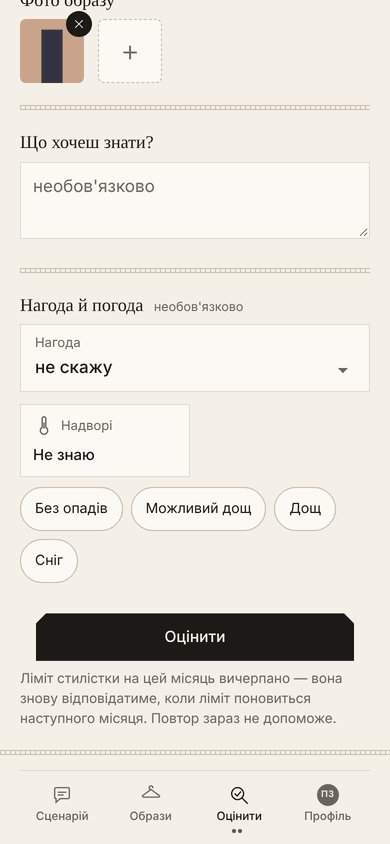 Фото образу
Що хочеш знати?
необов'язково
Нагода й погода необов'язково
Нагода
не скажу
Надворі
Не знаю
Без опадів Можливий дощ Дощ
Сніг
Оцінити
Ліміт стилістки на цей місяць вичерпано — вона
знову відповідатиме, коли ліміт поновиться
наступного місяця. Повтор зараз не допоможе.
ПЗ
Сценарій Образи Оцінити Профіль